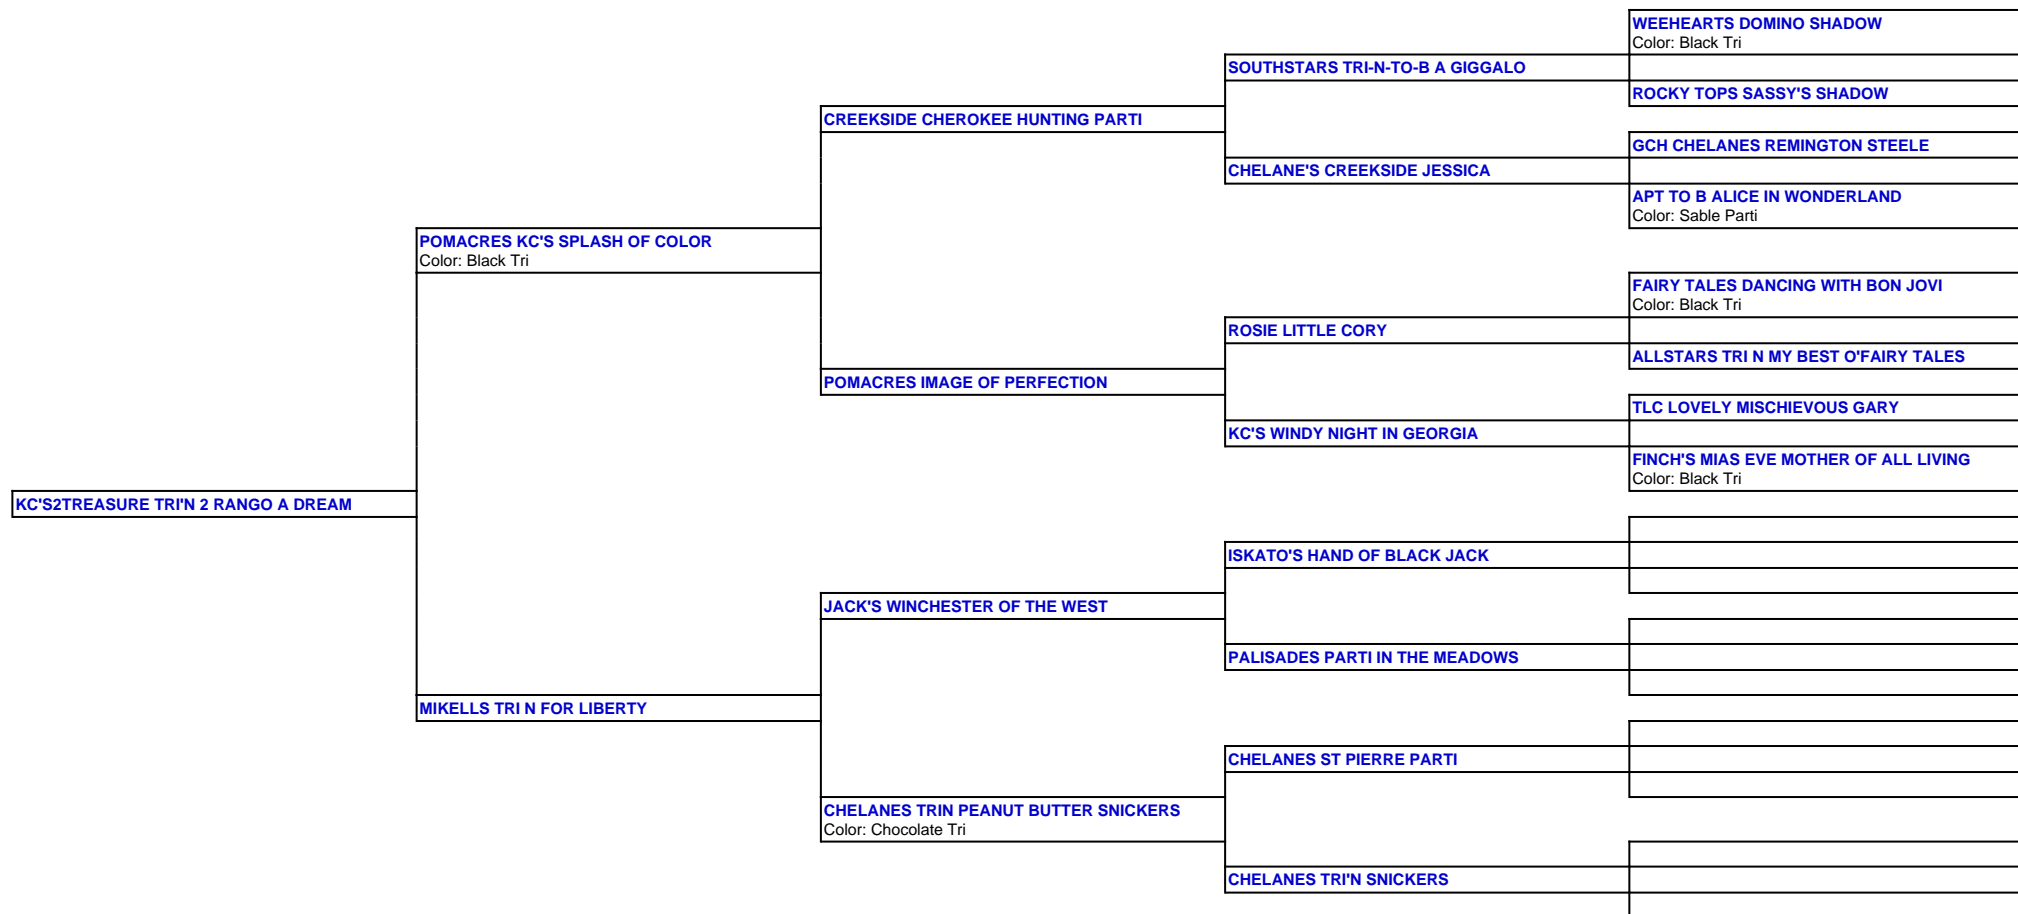 WEEHEARTS DOMINO SHADOW
Color: Black Tri
SOUTHSTARS TRI-N-TO-B A GIGGALO
ROCKY TOPS SASSY'S SHADOW
CREEKSIDE CHEROKEE HUNTING PARTI
GCH CHELANES REMINGTON STEELE
CHELANE'S CREEKSIDE JESSICA
APT TO B ALICE IN WONDERLAND
Color: Sable Parti
POMACRES KC'S SPLASH OF COLOR
Color: Black Tri
FAIRY TALES DANCING WITH BON JOVI
Color: Black Tri
ROSIE LITTLE CORY
ALLSTARS TRI N MY BEST O'FAIRY TALES
POMACRES IMAGE OF PERFECTION
TLC LOVELY MISCHIEVOUS GARY
KC'S WINDY NIGHT IN GEORGIA
FINCH'S MIAS EVE MOTHER OF ALL LIVING
Color: Black Tri
KC'S2TREASURE TRI'N 2 RANGO A DREAM
ISKATO'S HAND OF BLACK JACK
JACK'S WINCHESTER OF THE WEST
PALISADES PARTI IN THE MEADOWS
MIKELLS TRI N FOR LIBERTY
CHELANES ST PIERRE PARTI
CHELANES TRIN PEANUT BUTTER SNICKERS
Color: Chocolate Tri
CHELANES TRI'N SNICKERS